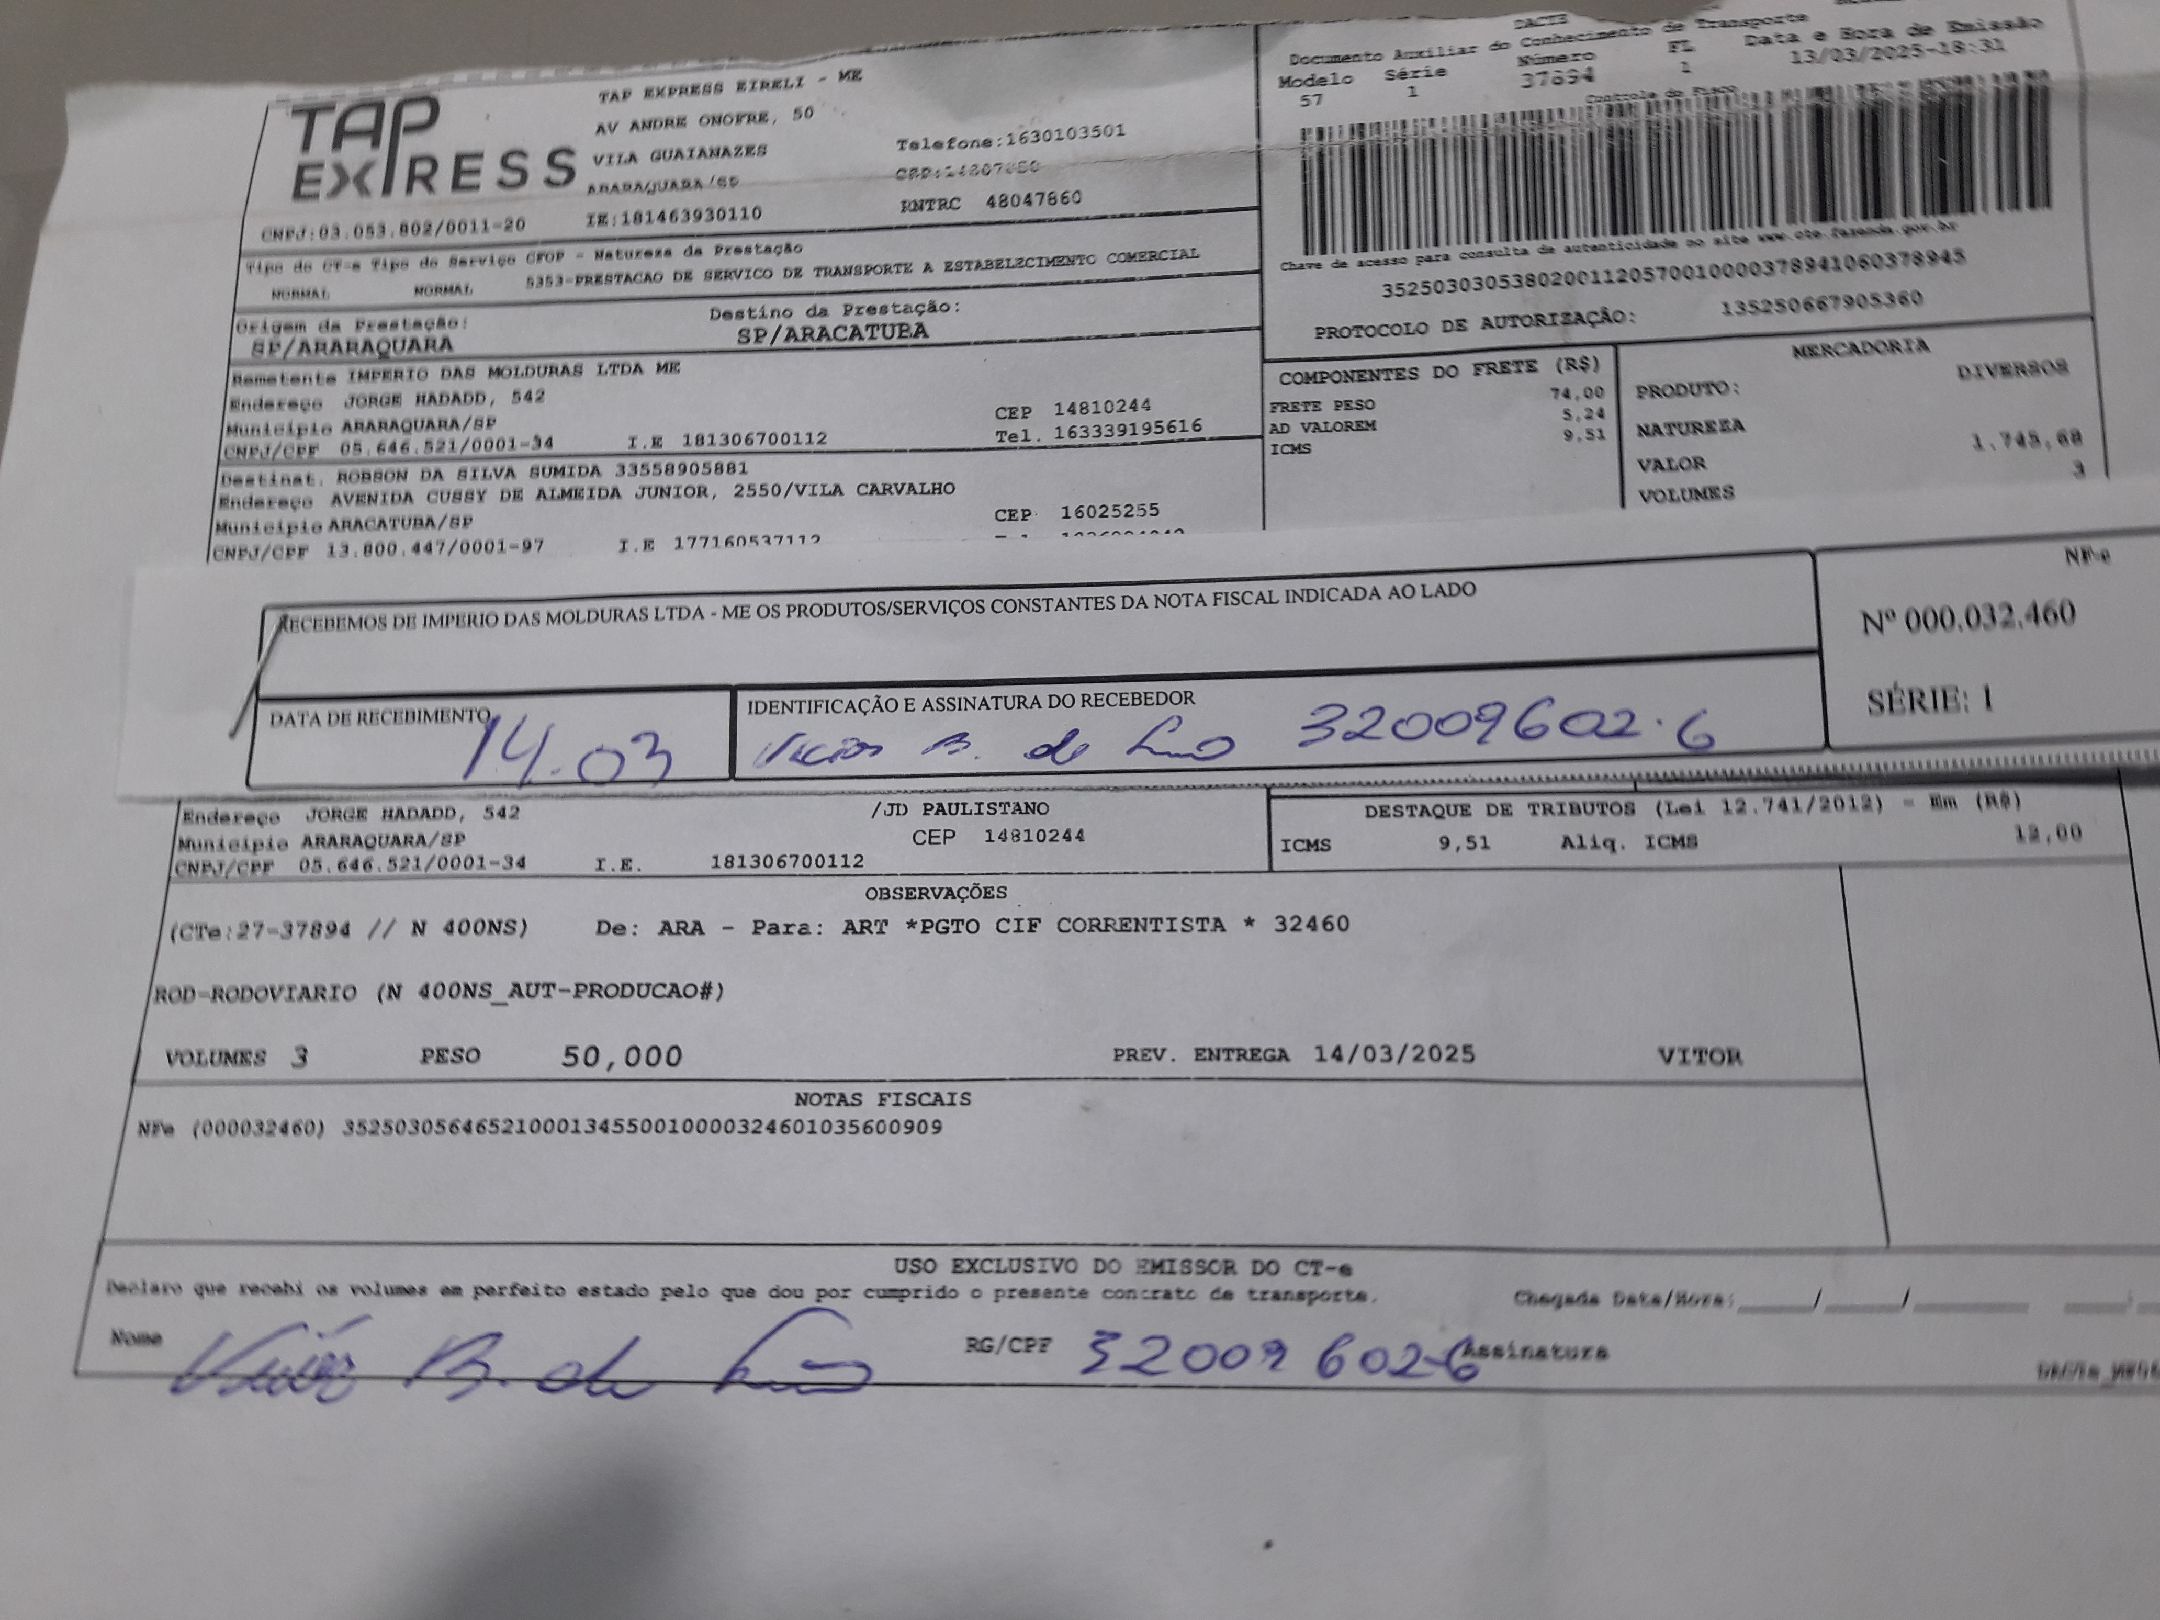 DACTE
Documento Auxiliar do Conhecimento de Transporte
Modelo Série Número FL Data e Hora de Emissão
57 1 37894 1 13/03/2025-18:31
Controle do Fisco
TAP EXPRESS
TAP EXPRESS EIRELI - ME
AV ANDRE ONOFRE, 50
VILA GUAIANAZES Telefone:1630103501
ARARAQUARA/SP
CNPJ:03.053.802/0011-20 IE:181463930110 RNTRC 48047860
Tipo do CT-e Tipo do Serviço CFOP - Natureza da Prestação
NORMAL NORMAL 5353-PRESTACAO DE SERVICO DE TRANSPORTE A ESTABELECIMENTO COMERCIAL
Origem da Prestação: Destino da Prestação:
SP/ARARAQUARA SP/ARACATUBA
Chave de acesso para consulta de autenticidade no site www.cte.fazenda.gov.br
35250303053802001120570010000378941060378945
PROTOCOLO DE AUTORIZAÇÃO: 135250667905360
Remetente IMPERIO DAS MOLDURAS LTDA ME
Endereço JORGE HADADD, 542
Município ARARAQUARA/SP CEP 14810244
CNPJ/CPF 05.646.521/0001-34 I.E 181306700112 Tel. 163339195616
Destinat. ROBSON DA SILVA SUMIDA 33558905881
Endereço AVENIDA CUSSY DE ALMEIDA JUNIOR, 2550/VILA CARVALHO
Município ARACATUBA/SP CEP 16025255
CNPJ/CPF 13.800.447/0001-97 I.E 177160537112
COMPONENTES DO FRETE (R$)
FRETE PESO 74,00
AD VALOREM 5,24
ICMS 9,51
MERCADORIA
PRODUTO: DIVERSOS
NATUREZA
VALOR 1.745,68
VOLUMES 3
RECEBEMOS DE IMPERIO DAS MOLDURAS LTDA - ME OS PRODUTOS/SERVIÇOS CONSTANTES DA NOTA FISCAL INDICADA AO LADO
NF-e
Nº 000.032.460
SÉRIE: 1
DATA DE RECEBIMENTO IDENTIFICAÇÃO E ASSINATURA DO RECEBEDOR
14.03 B. de 32009602.6
Endereço JORGE HADADD, 542 /JD PAULISTANO
Município ARARAQUARA/SP CEP 14810244
CNPJ/CPF 05.646.521/0001-34 I.E. 181306700112
DESTAQUE DE TRIBUTOS (Lei 12.741/2012) - Em (R$)
ICMS 9,51 Aliq. ICMS 12,00
OBSERVAÇÕES
(CTe:27-37894 // N 400NS) De: ARA - Para: ART *PGTO CIF CORRENTISTA * 32460
ROD-RODOVIARIO (N 400NS_AUT-PRODUCAO#)
VOLUMES 3 PESO 50,000 PREV. ENTREGA 14/03/2025 VITOR
NOTAS FISCAIS
NFe (000032460) 35250305646521000134550010000324601035600909
USO EXCLUSIVO DO EMISSOR DO CT-e
Declaro que recebi os volumes em perfeito estado pelo que dou por cumprido o presente contrato de transporte. Chegada Data/Hora: / /
Nome B. de RG/CPF 32009602-6 Assinatura